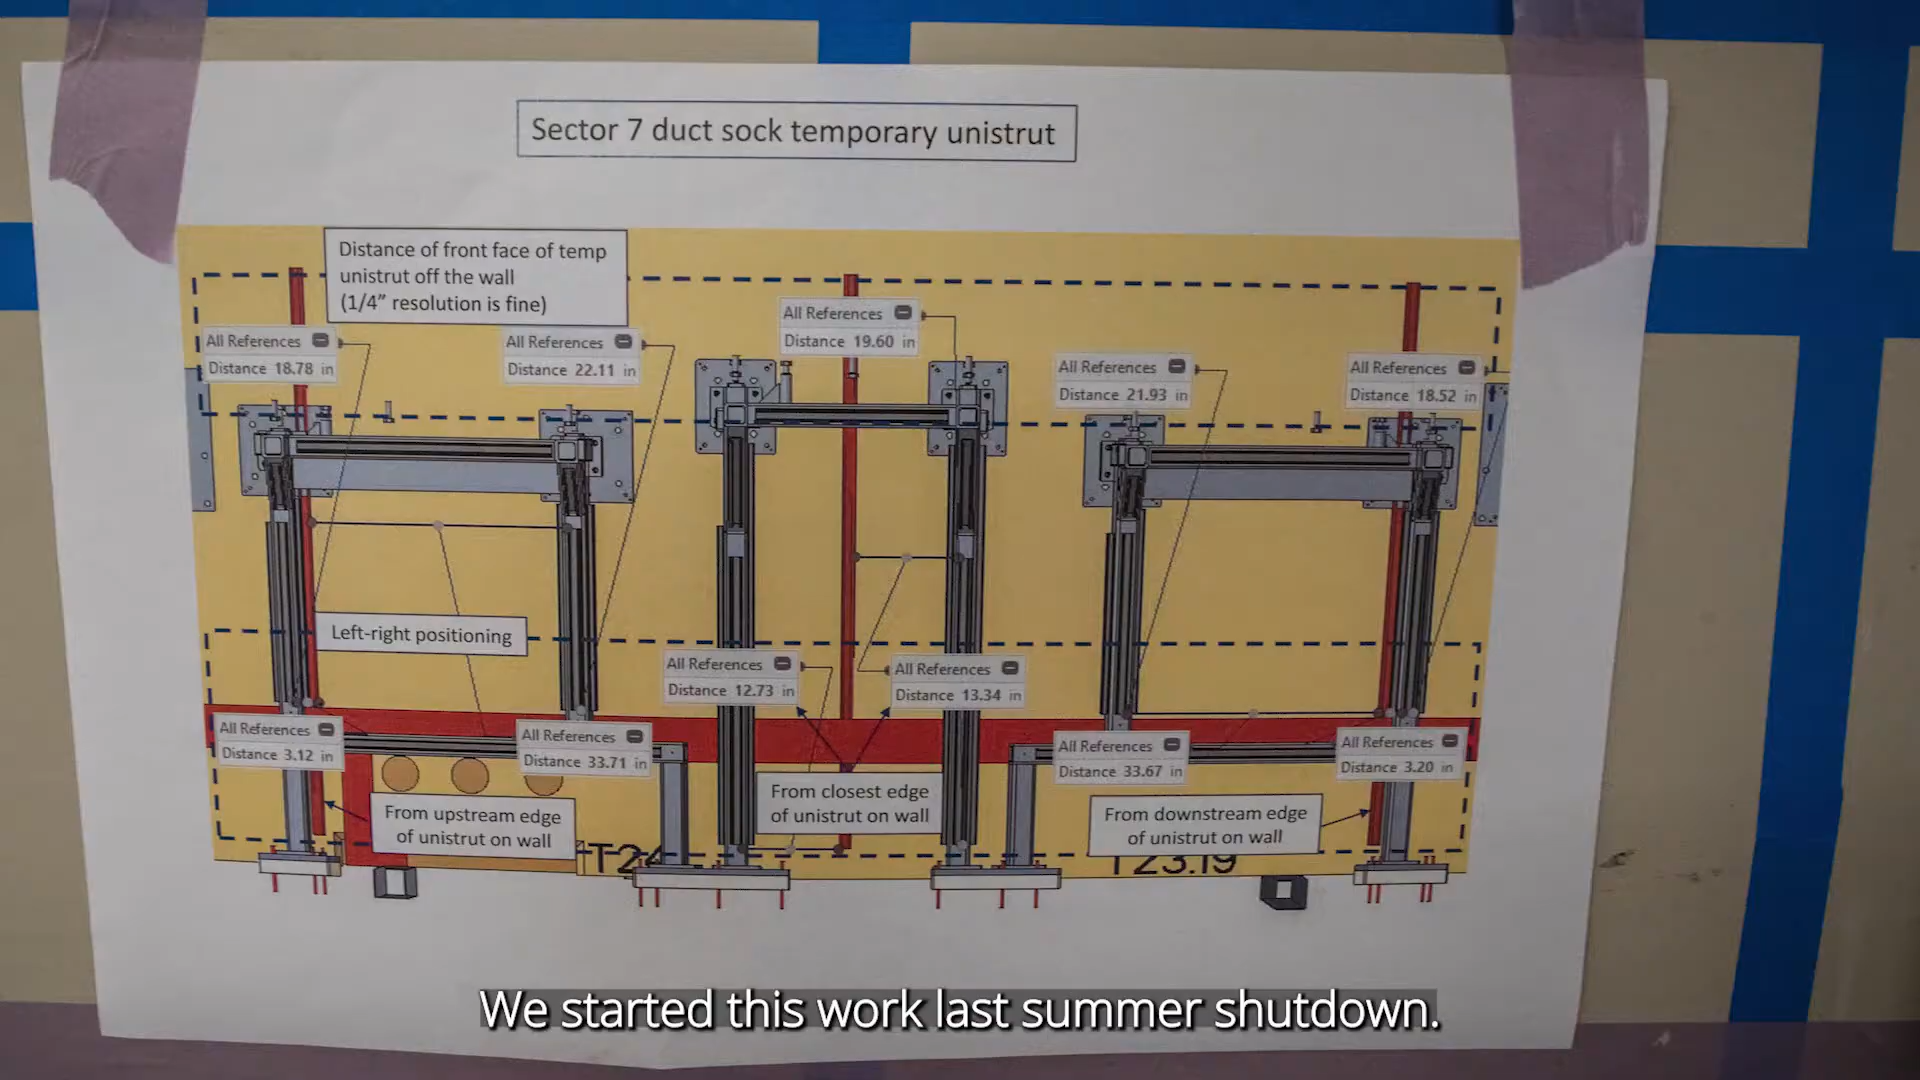 Sector 7 duct sock temporary unistrut
Distance of front face of temp
unistrut off the wall
(1/4" resolution is fine)
All References
Distance 18.78 in
All References
Distance 22.11 in
All References
Distance 19.60 in
All References
Distance 21.93 in
All References
Distance 18.52 in
Left-right positioning
All References
Distance 12.73 in
All References
Distance 13.34 in
All References
Distance 3.12 in
All References
Distance 33.71 in
All References
Distance 33.67 in
All References
Distance 3.20 in
From upstream edge
of unistrut on wall
From closest edge
of unistrut on wall
From downstream edge
of unistrut on wall
We started this work last summer shutdown.